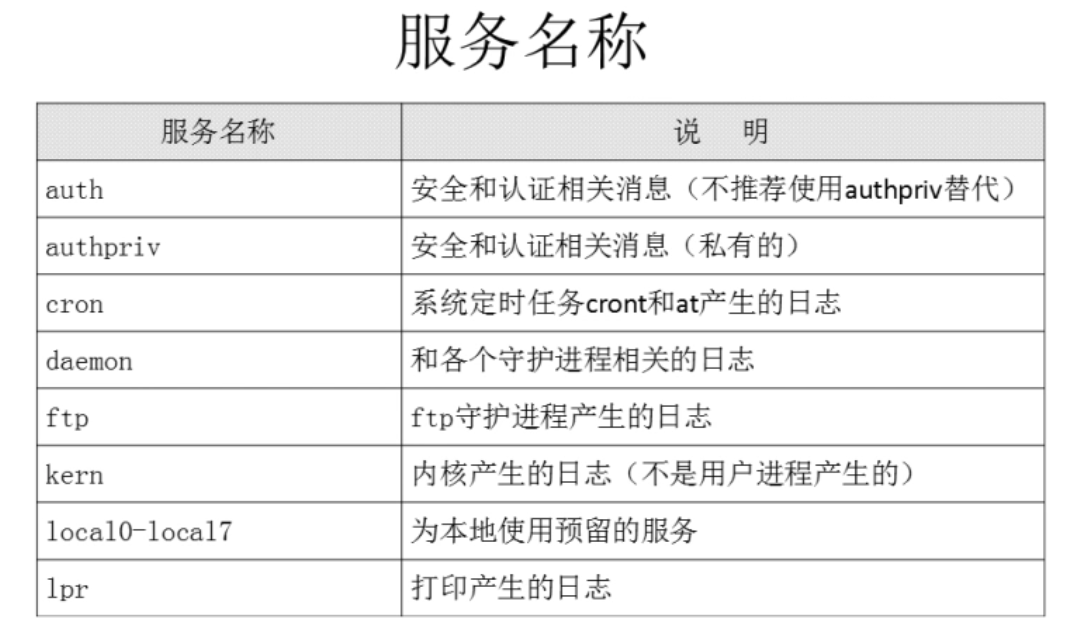 服务名称
服务名称 说 明
auth 安全和认证相关消息（不推荐使用authpriv替代）
authpriv 安全和认证相关消息（私有的）
cron 系统定时任务cront和at产生的日志
daemon 和各个守护进程相关的日志
ftp ftp守护进程产生的日志
kern 内核产生的日志（不是用户进程产生的）
local0-local7 为本地使用预留的服务
lpr 打印产生的日志